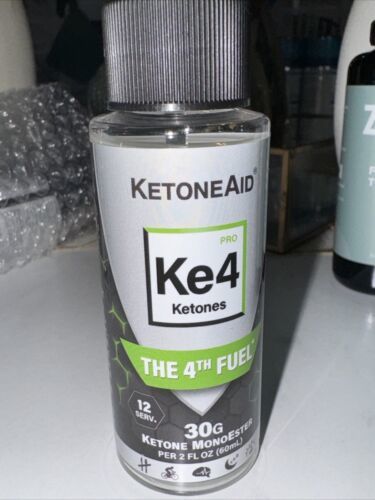 KETONEAID®
PRO
Ke4
Ketones
THE 4TH FUEL
12
SERV.
30G
KETONE MONOESTER
PER 2 FL OZ (60mL)
Z
F
T